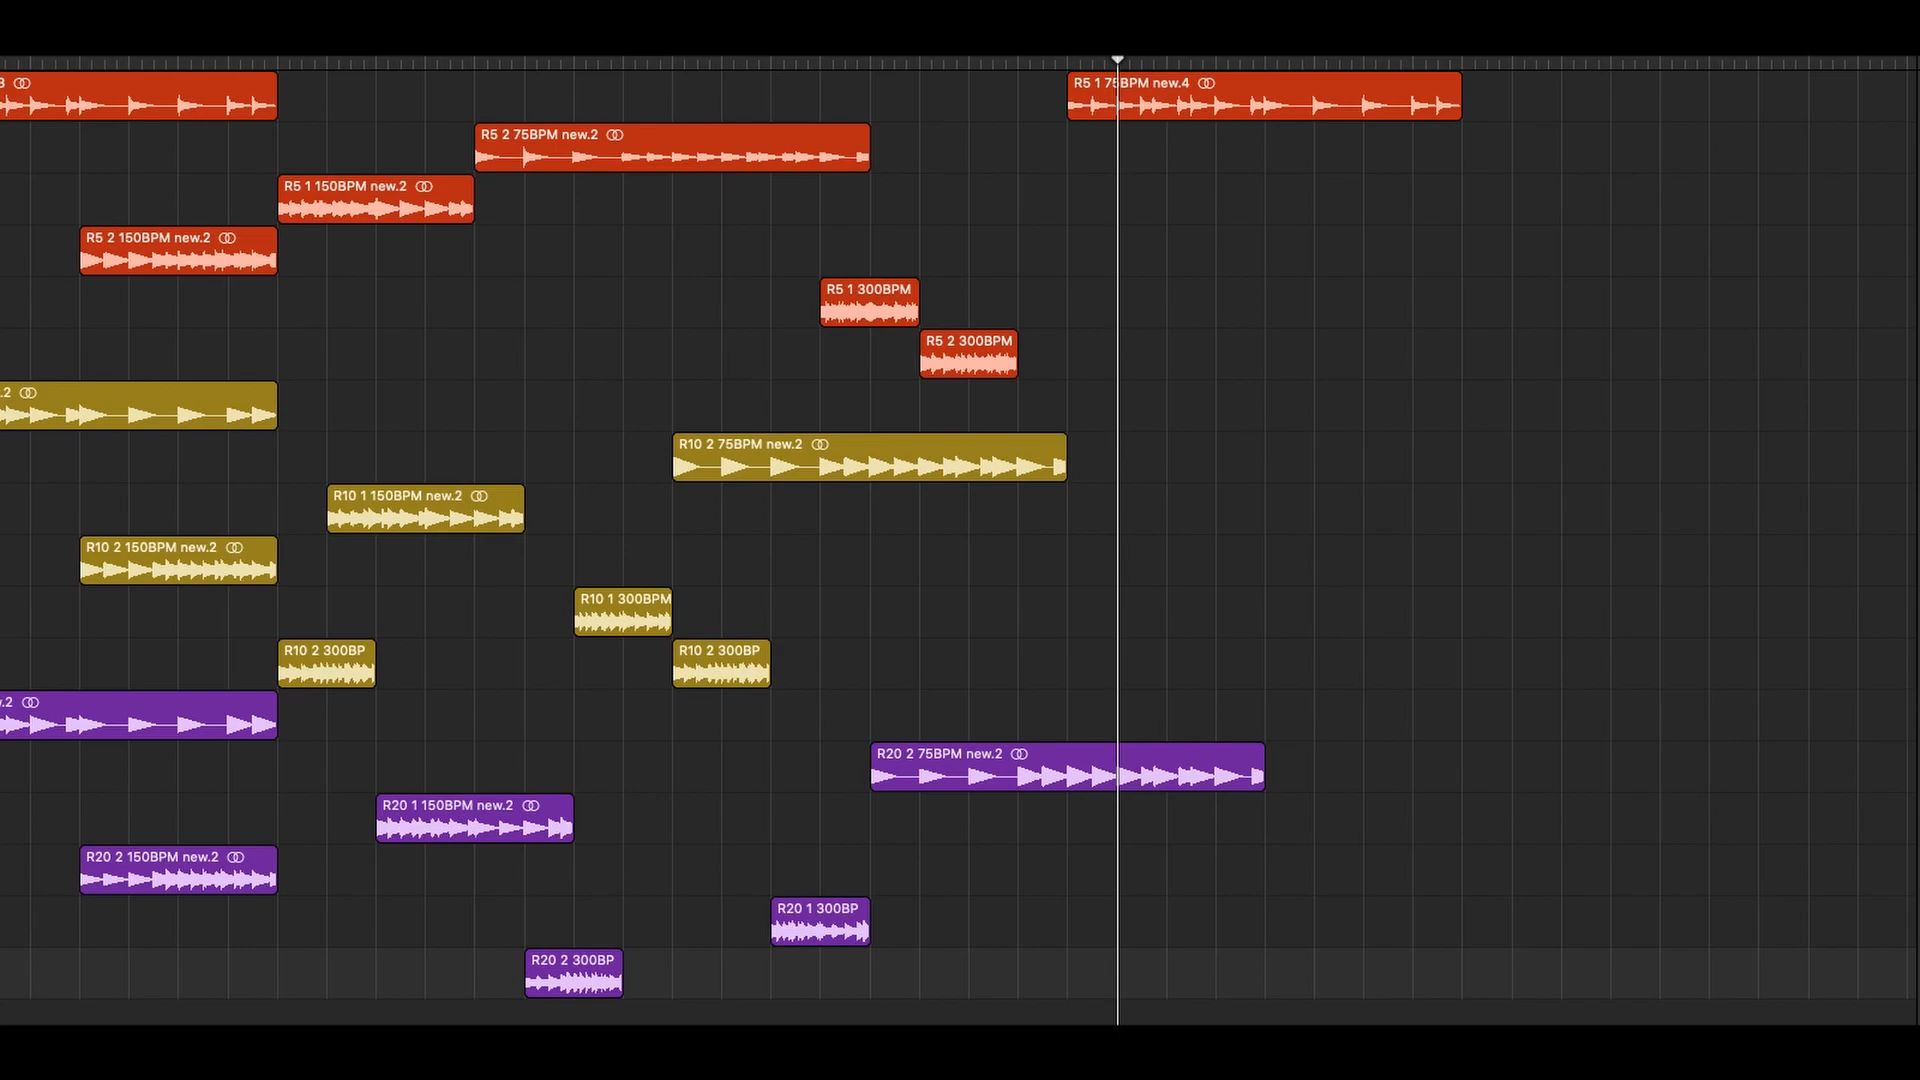 3
R5 1 75BPM new.4
R5 2 75BPM new.2
R5 1 150BPM new.2
R5 2 150BPM new.2
R5 1 300BPM
R5 2 300BPM
.2
R10 2 75BPM new.2
R10 1 150BPM new.2
R10 2 150BPM new.2
R10 1 300BPM
R10 2 300BP
R10 2 300BP
.2
R20 2 75BPM new.2
R20 1 150BPM new.2
R20 2 150BPM new.2
R20 1 300BP
R20 2 300BP